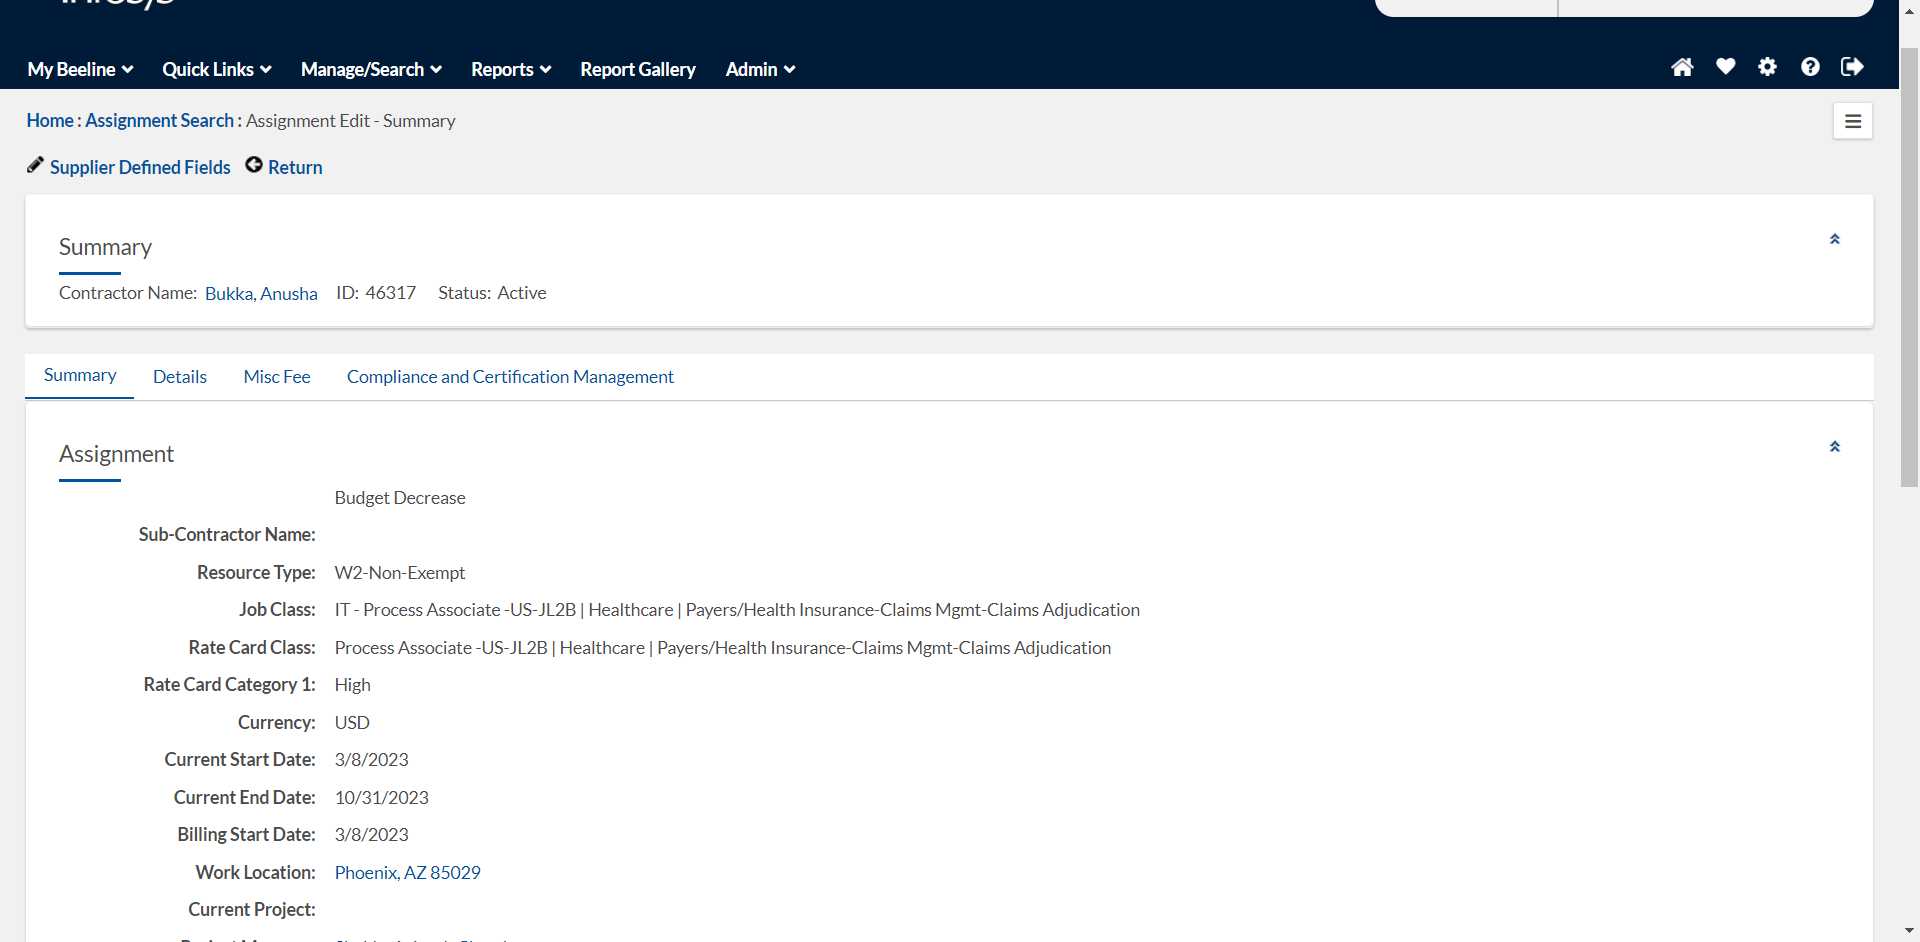 My Beeline Quick Links Manage/Search Reports Report Gallery Admin
Home : Assignment Search : Assignment Edit - Summary
Supplier Defined Fields Return
Summary
Contractor Name: Bukka, Anusha ID: 46317 Status: Active
Summary Details Misc Fee Compliance and Certification Management
Assignment
Budget Decrease
Sub-Contractor Name:
Resource Type: W2-Non-Exempt
Job Class: IT - Process Associate -US-JL2B | Healthcare | Payers/Health Insurance-Claims Mgmt-Claims Adjudication
Rate Card Class: Process Associate -US-JL2B | Healthcare | Payers/Health Insurance-Claims Mgmt-Claims Adjudication
Rate Card Category 1: High
Currency: USD
Current Start Date: 3/8/2023
Current End Date: 10/31/2023
Billing Start Date: 3/8/2023
Work Location: Phoenix, AZ 85029
Current Project: